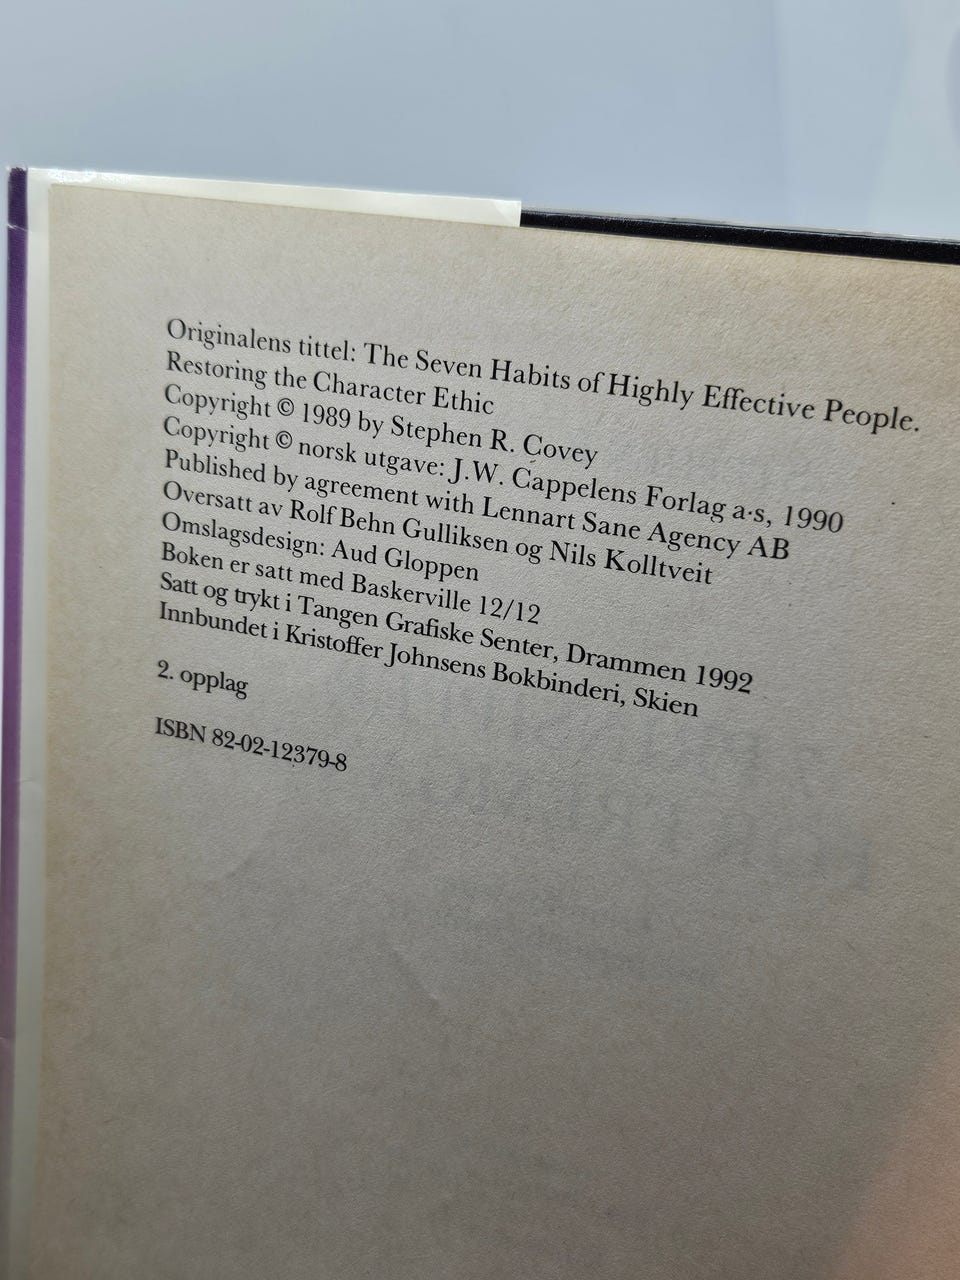 Originalens tittel: The Seven Habits of Highly Effective People.
Restoring the Character Ethic
Copyright © 1989 by Stephen R. Covey
Copyright © norsk utgave: J.W. Cappelens Forlag a·s, 1990
Published by agreement with Lennart Sane Agency AB
Oversatt av Rolf Behn Gulliksen og Nils Kolltveit
Omslagsdesign: Aud Gloppen
Boken er satt med Baskerville 12/12
Satt og trykt i Tangen Grafiske Senter, Drammen 1992
Innbundet i Kristoffer Johnsens Bokbinderi, Skien
2. opplag
ISBN 82-02-12379-8